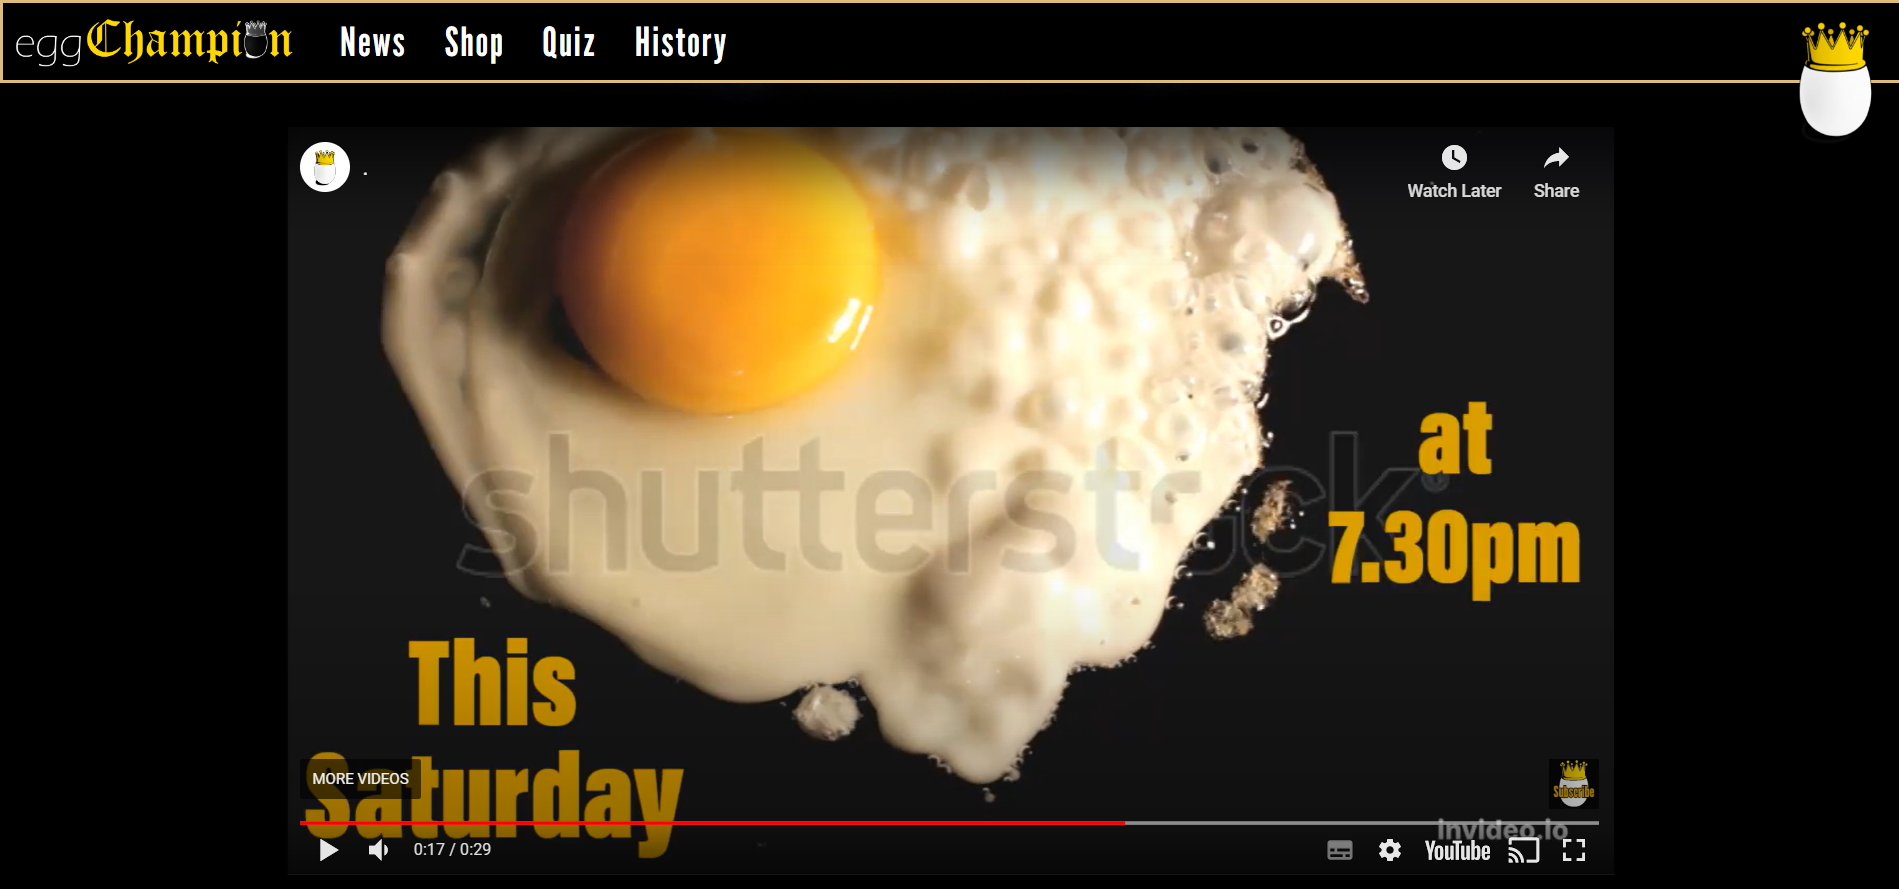 eggChampion News Shop Quiz History
.
Watch Later Share
shutterstock®
at
7.30pm
This
Saturday
MORE VIDEOS
Subscribe
invideo.io
0:17 / 0:29
YouTube